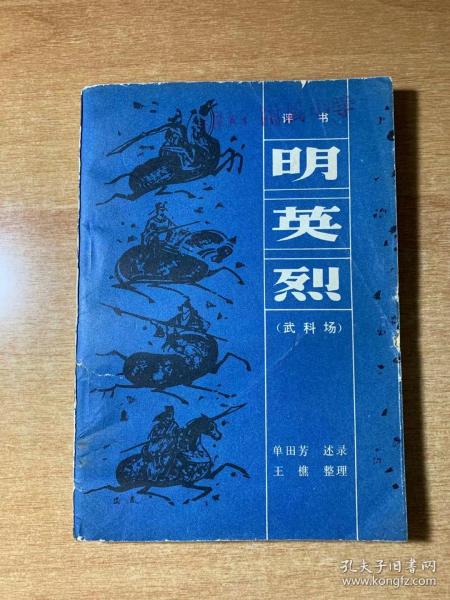 评 书
明
英
烈
（武科场）
单田芳 述录
王 樵 整理
孔夫子旧书网
www.kongfz.com